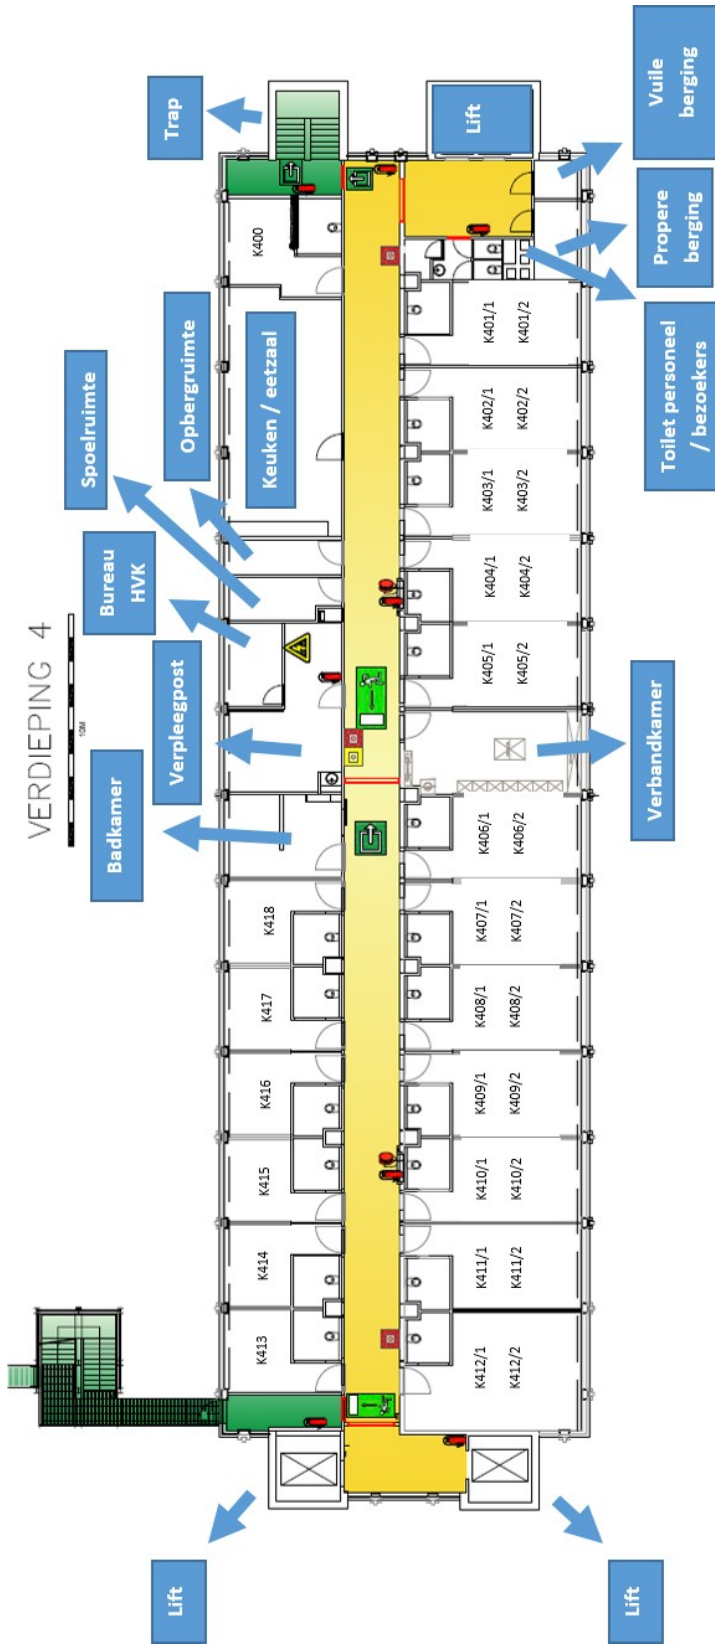 VERDIEPING 4
10M
Lift
Badkamer
Verpleegpost
Bureau
HVK
Spoelruimte
Opbergruimte
Keuken / eetzaal
Trap
Lift
K413
K414
K415
K416
K417
K418
K400
K412/1
K412/2
K411/1
K411/2
K410/1
K410/2
K409/1
K409/2
K408/1
K408/2
K407/1
K407/2
K406/1
K406/2
K405/1
K405/2
K404/1
K404/2
K403/1
K403/2
K402/1
K402/2
K401/1
K401/2
Lift
Verbandkamer
Toilet personeel
/ bezoekers
Propere
berging
Vuile
berging